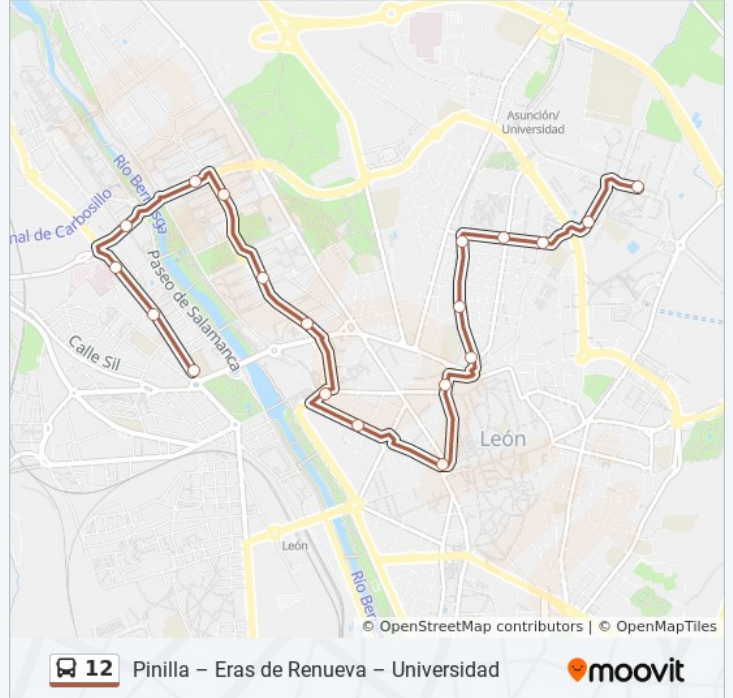 Asunción/
Universidad
Río Bernesga
nal de Carbosillo
Paseo de Salamanca
Calle Sil
León
León
Río Ber
© OpenStreetMap contributors | © OpenMapTiles
12 Pinilla – Eras de Renueva – Universidad
moovit